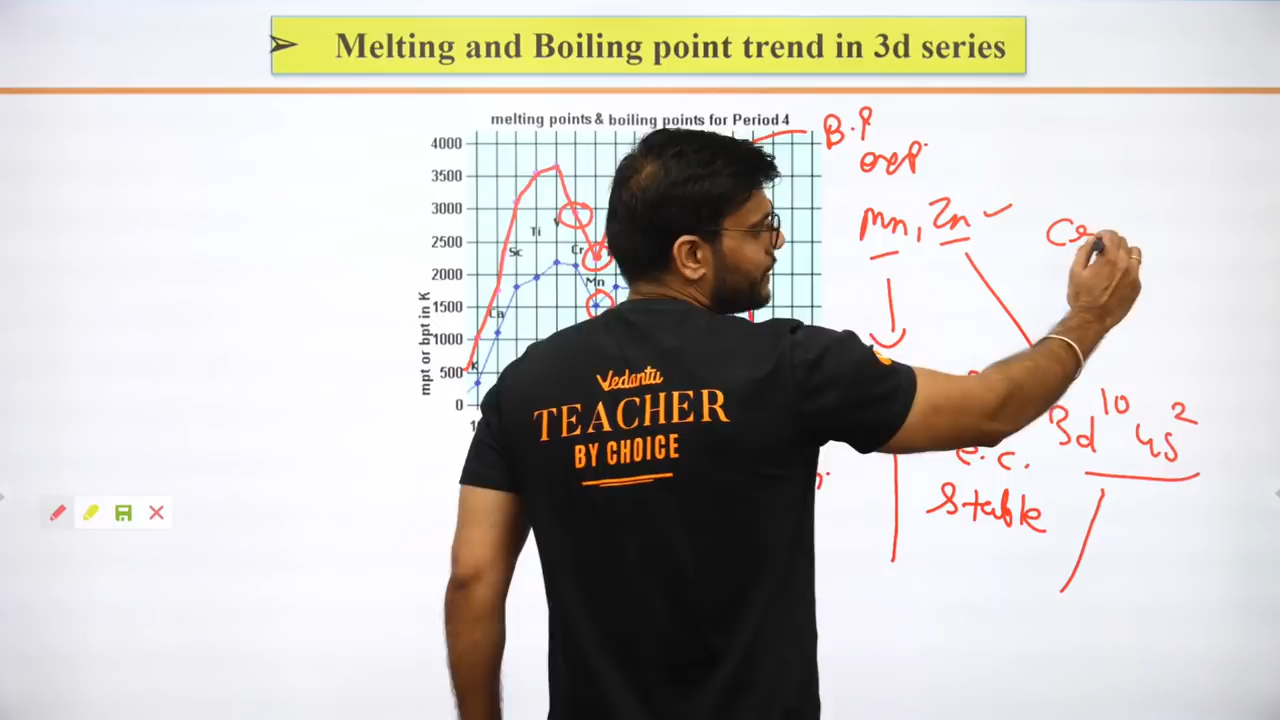 ➢ Melting and Boiling point trend in 3d series
melting points & boiling points for Period 4
4000
3500
3000
2500
2000
1500
1000
500
0
mpt or bpt in K
K
Ca
Sc
Ti
V
Cr
Mn
B.P
Mn, Zn ✓
3d¹⁰ 4s²
e.c.
Stable
Vedantu
TEACHER
BY CHOICE